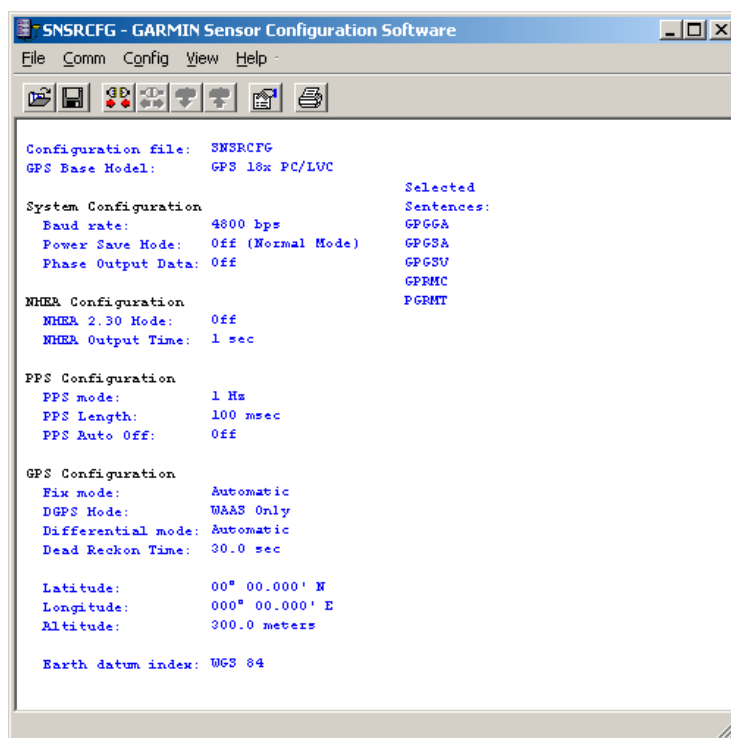 SNSRCFG - GARMIN Sensor Configuration Software
File Comm Config View Help
Configuration file: SNSRCFG
GPS Base Model: GPS 18x PC/LVC
Selected
System Configuration Sentences:
Baud rate: 4800 bps GPGGA
Power Save Mode: Off (Normal Mode) GPGSA
Phase Output Data: Off GPGSV
GPRMC
NMEA Configuration PGRMT
NMEA 2.30 Mode: Off
NMEA Output Time: 1 sec
PPS Configuration
PPS mode: 1 Hz
PPS Length: 100 msec
PPS Auto Off: Off
GPS Configuration
Fix mode: Automatic
DGPS Mode: WAAS Only
Differential mode: Automatic
Dead Reckon Time: 30.0 sec
Latitude: 00° 00.000' N
Longitude: 000° 00.000' E
Altitude: 300.0 meters
Earth datum index: WGS 84